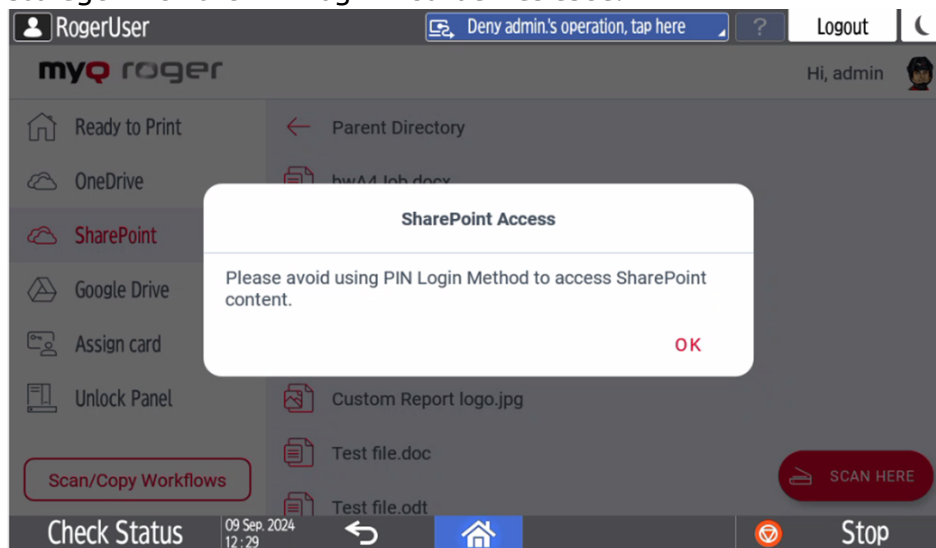 RogerUser
Deny admin.'s operation, tap here
?
Logout
myQ roger
Hi, admin
Ready to Print
Parent Directory
OneDrive
bwA4Job.docx
SharePoint
SharePoint Access
Please avoid using PIN Login Method to access SharePoint
content.
OK
Google Drive
Assign card
Unlock Panel
Custom Report logo.jpg
Test file.doc
Scan/Copy Workflows
SCAN HERE
Test file.odt
Check Status
09 Sep. 2024
12:29
Stop